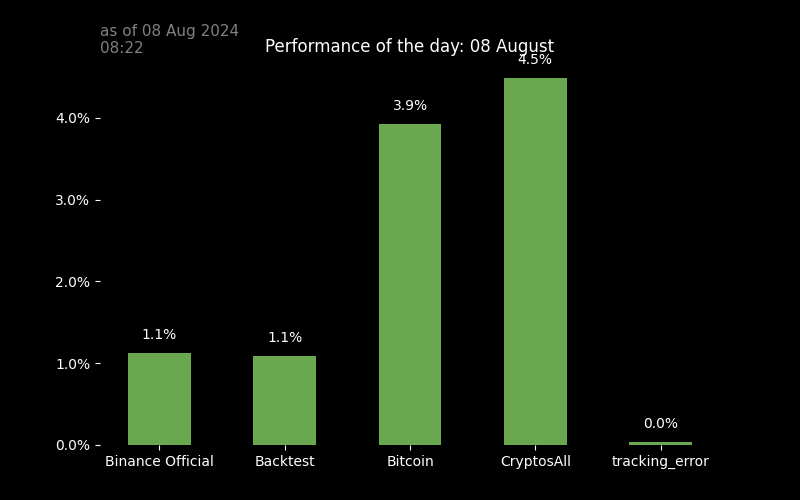 as of 08 Aug 2024
08:22
Performance of the day: 08 August
4.5%
4.0%
3.9%
3.0%
2.0%
1.1%
1.1%
1.0%
0.0%
0.0%
Binance Official
Backtest
Bitcoin
CryptosAll
tracking_error